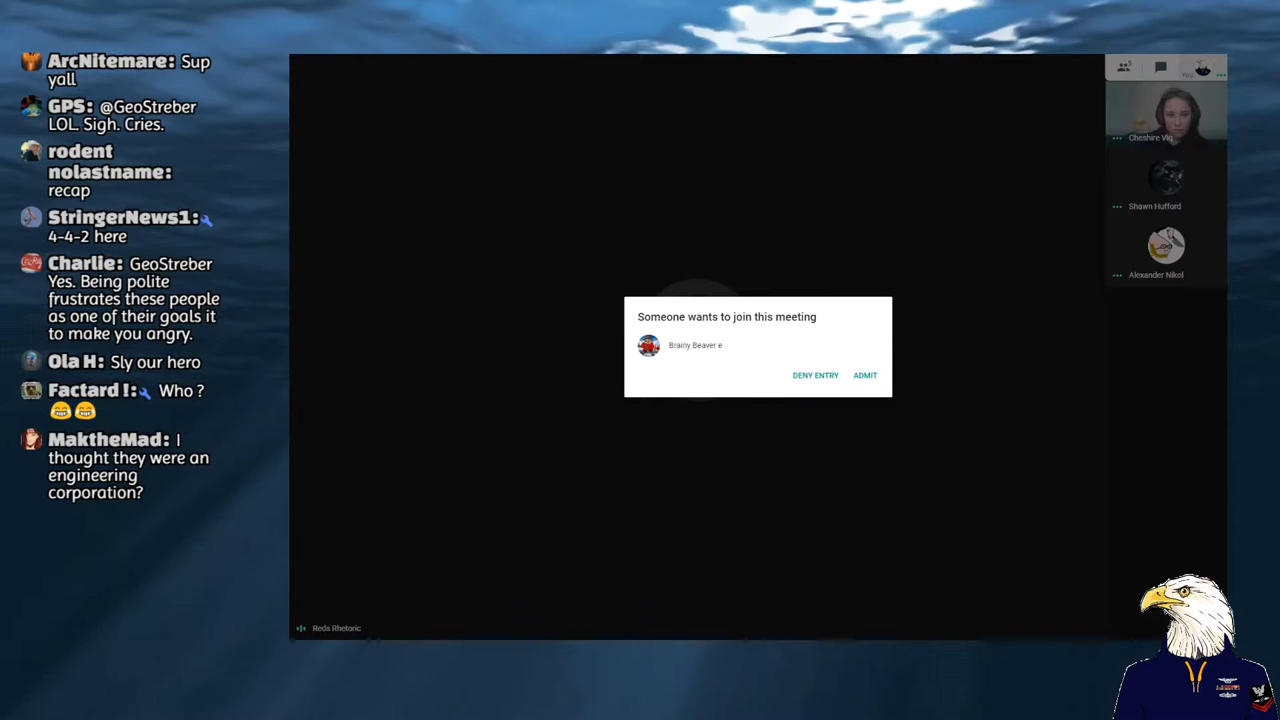 ArcNitemare: Sup
yall
GPS: @GeoStreber
LOL. Sigh. Cries.
rodent
nolastname:
recap
StringerNews1:
4-4-2 here
Charlie: GeoStreber
Yes. Being polite
frustrates these people
as one of their goals it
to make you angry.
Ola H: Sly our hero
Factard !: Who ?
MaktheMad: I
thought they were an
engineering
corporation?
Someone wants to join this meeting
Brainy Beaver e
DENY ENTRY ADMIT
You
Cheshire Viq
Shawn Hufford
Alexander Nikol
Reds Rhetoric